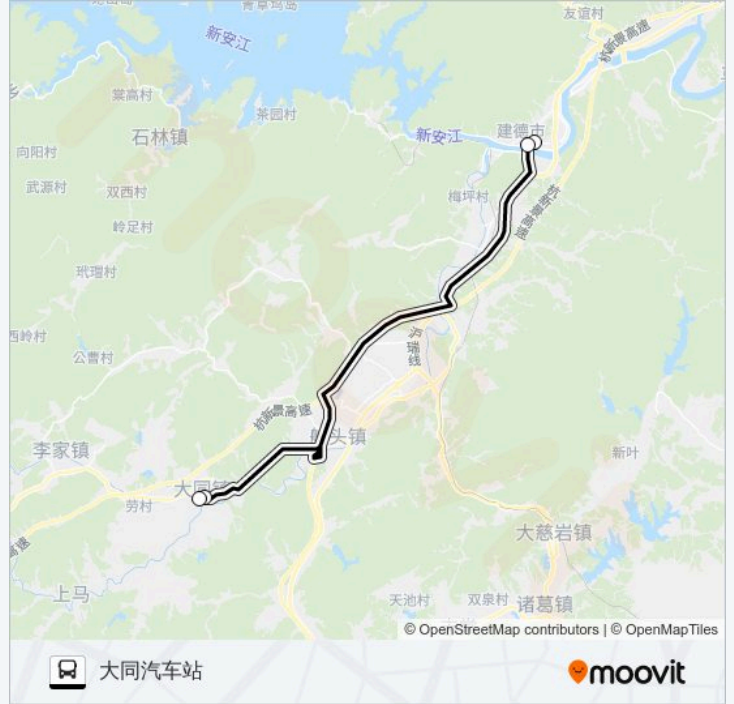 青草坞岛
新安江
友谊村
杭新景高速
棠高村
茶园村
石林镇
新安江
建德市
向阳村
武源村
双西村
梅坪村
杭新景高速
岭足村
玳瑁村
西岭村
公曹村
沪瑞线
杭新景高速
李家镇
新叶
大同镇
劳村
大慈岩镇
高速
上马
天池村
双泉村
诸葛镇
© OpenStreetMap contributors | © OpenMapTiles
大同汽车站
moovit